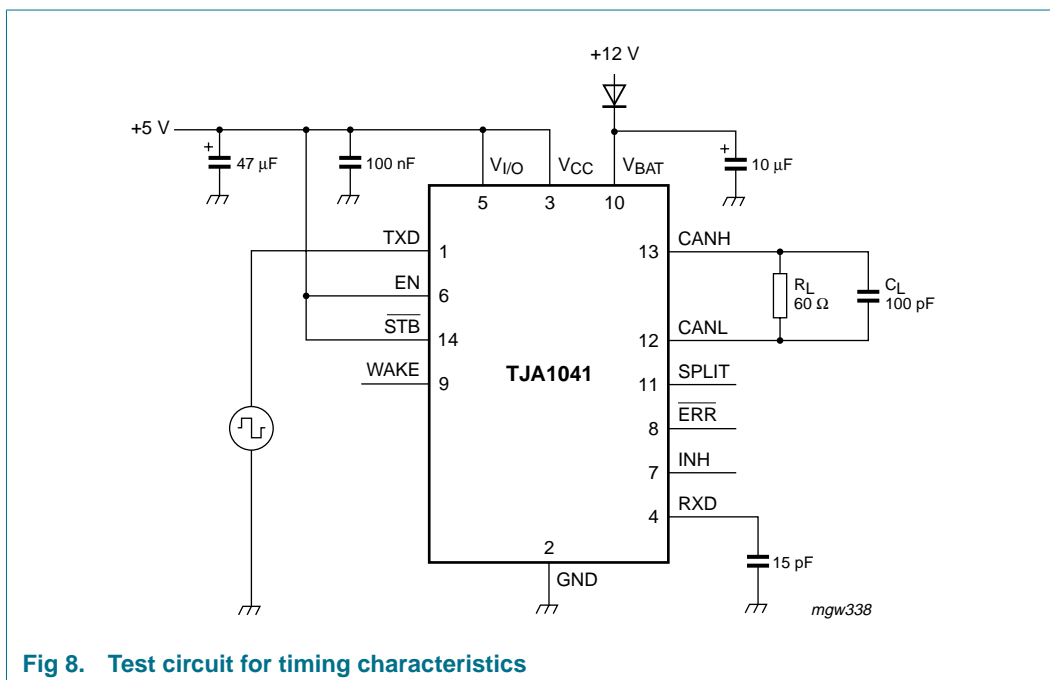 +12 V
+5 V
+
47 μF
100 nF
V_I/O
V_CC
V_BAT
+
10 μF
5
3
10
TXD
1
13
CANH
EN
6
R_L
60 Ω
C_L
100 pF
S̅T̅B̅
14
12
CANL
WAKE
9
TJA1041
11
SPLIT
8
E̅R̅R̅
7
INH
4
RXD
2
GND
15 pF
mgw338
Fig 8. Test circuit for timing characteristics